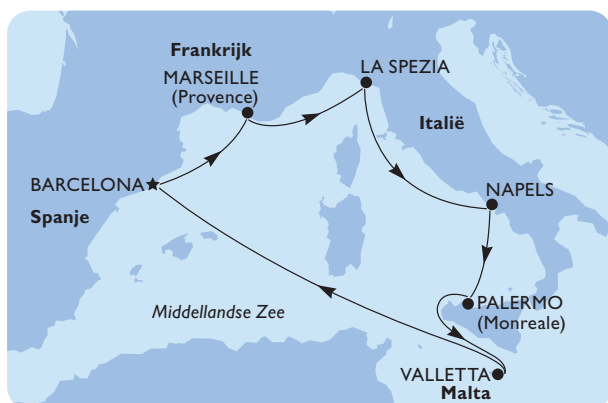 Frankrijk
MARSEILLE
(Provence)
LA SPEZIA
Italië
BARCELONA
Spanje
NAPELS
PALERMO
(Monreale)
Middellandse Zee
VALLETTA
Malta